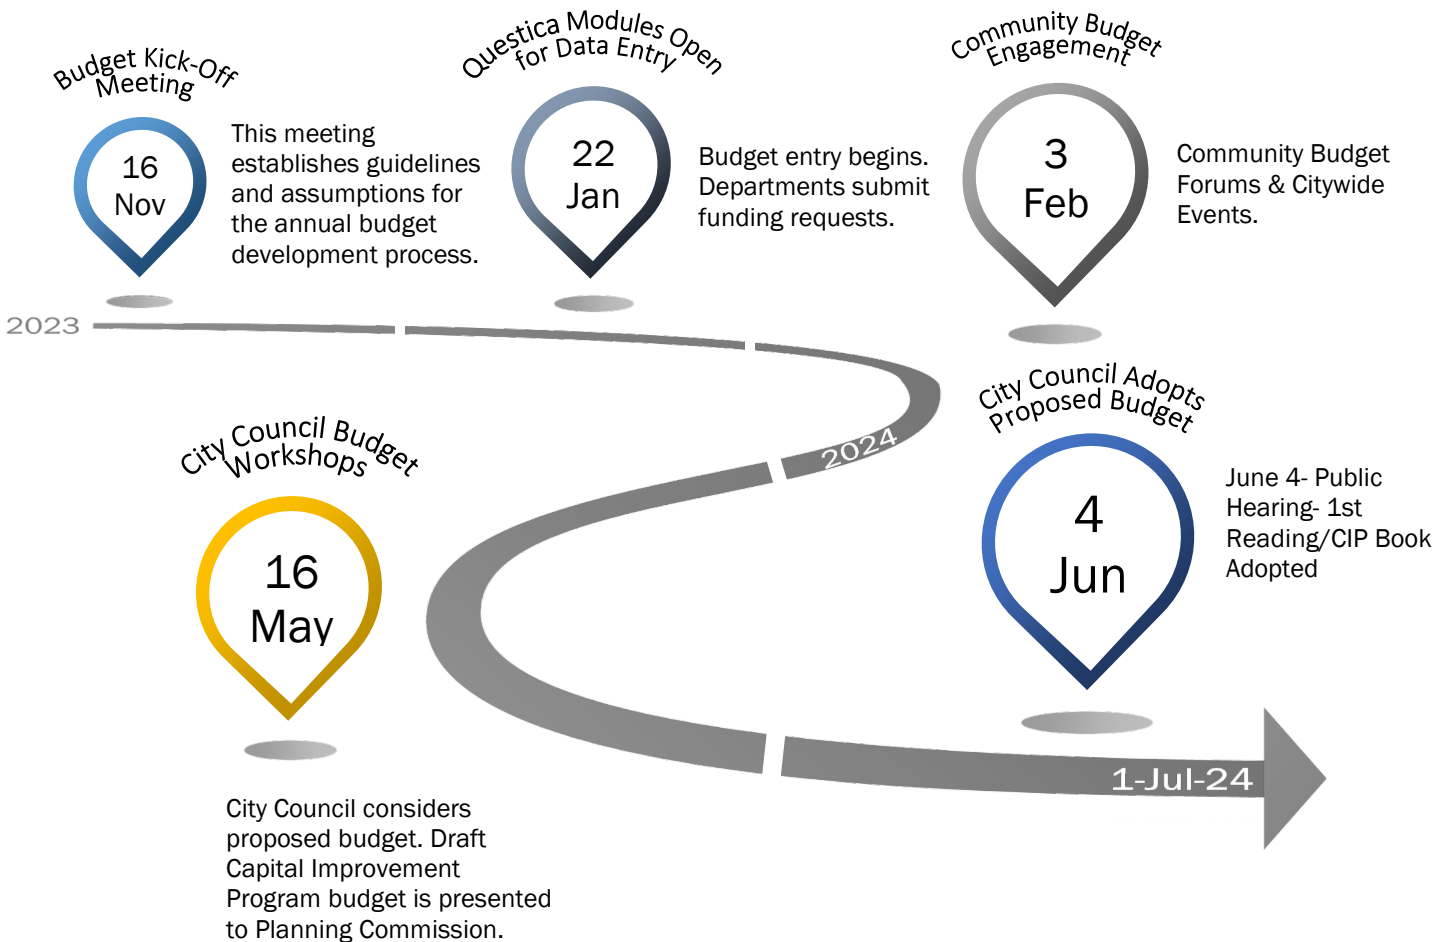 Budget Kick-Off
Meeting
16
Nov
This meeting
establishes guidelines
and assumptions for
the annual budget
development process.
Questica Modules Open
for Data Entry
22
Jan
Budget entry begins.
Departments submit
funding requests.
Community Budget
Engagement
3
Feb
Community Budget
Forums & Citywide
Events.
2023
2024
City Council Budget
Workshops
16
May
City Council considers
proposed budget. Draft
Capital Improvement
Program budget is presented
to Planning Commission.
City Council Adopts
Proposed Budget
4
Jun
June 4- Public
Hearing- 1st
Reading/CIP Book
Adopted
1-Jul-24